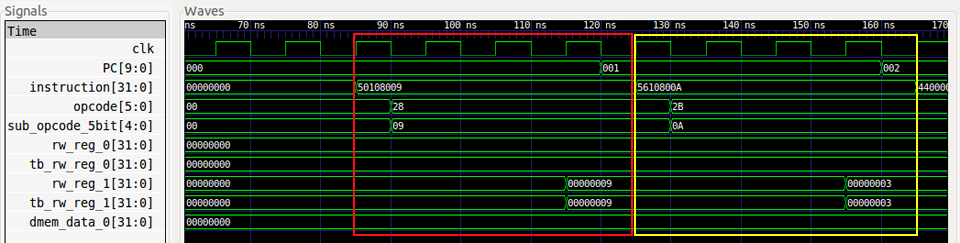 Signals Waves
Time ns 70 ns 80 ns 90 ns 100 ns 110 ns 120 ns 130 ns 140 ns 150 ns 160 ns 170
clk
PC[9:0] 000 001 002
instruction[31:0] 00000000 50108009 5610800A 440000
opcode[5:0] 00 28 2B
sub_opcode_5bit[4:0] 00 09 0A
rw_reg_0[31:0] 00000000
tb_rw_reg_0[31:0] 00000000
rw_reg_1[31:0] 00000000 00000009 00000003
tb_rw_reg_1[31:0] 00000000 00000009 00000003
dmem_data_0[31:0] 00000000